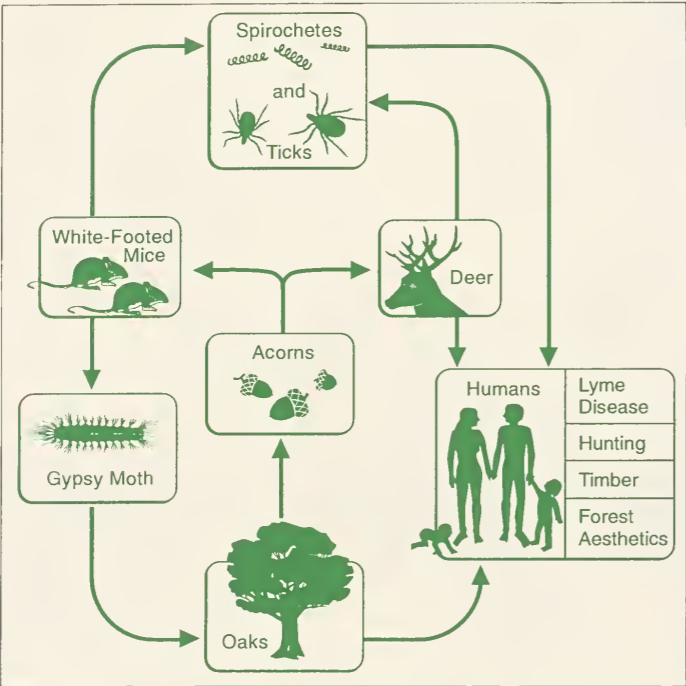 Spirochetes
and
Ticks
White-Footed
Mice
Deer
Acorns
Gypsy Moth
Humans
Lyme
Disease
Hunting
Timber
Forest
Aesthetics
Oaks